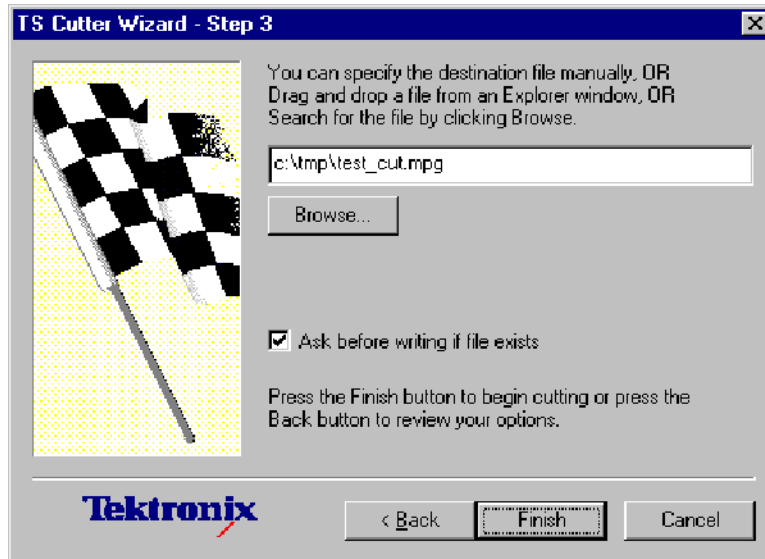 TS Cutter Wizard - Step 3
You can specify the destination file manually, OR
Drag and drop a file from an Explorer window, OR
Search for the file by clicking Browse.
c:\tmp\test_cut.mpg
Browse...
Ask before writing if file exists
Press the Finish button to begin cutting or press the
Back button to review your options.
Tektronix
< Back
Finish
Cancel